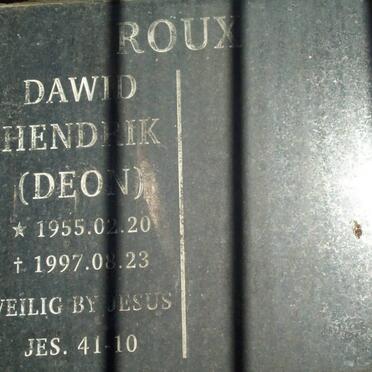 ROUX
DAWID
HENDRIK
(DEON)
★ 1955.02.20
† 1997.08.23
VEILIG BY JESUS
JES. 41-10